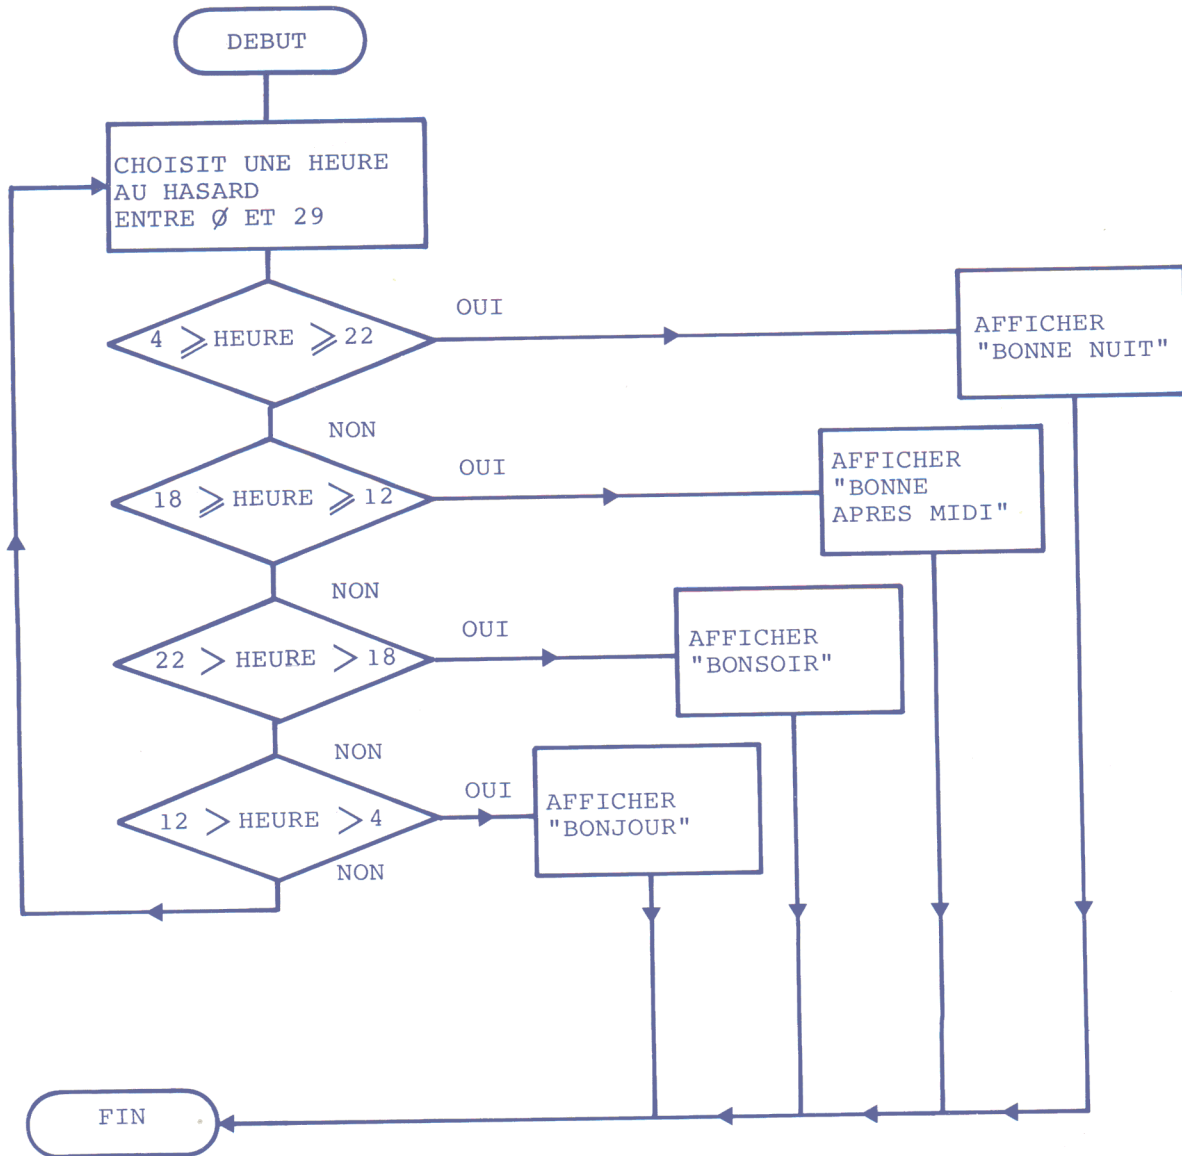 DEBUT
CHOISIT UNE HEURE
AU HASARD
ENTRE Ø ET 29
4 ⩾ HEURE ⩾ 22
OUI
AFFICHER
"BONNE NUIT"
NON
18 ⩾ HEURE ⩾ 12
OUI
AFFICHER
"BONNE
APRES MIDI"
NON
22 > HEURE > 18
OUI
AFFICHER
"BONSOIR"
NON
12 > HEURE > 4
OUI
AFFICHER
"BONJOUR"
NON
FIN